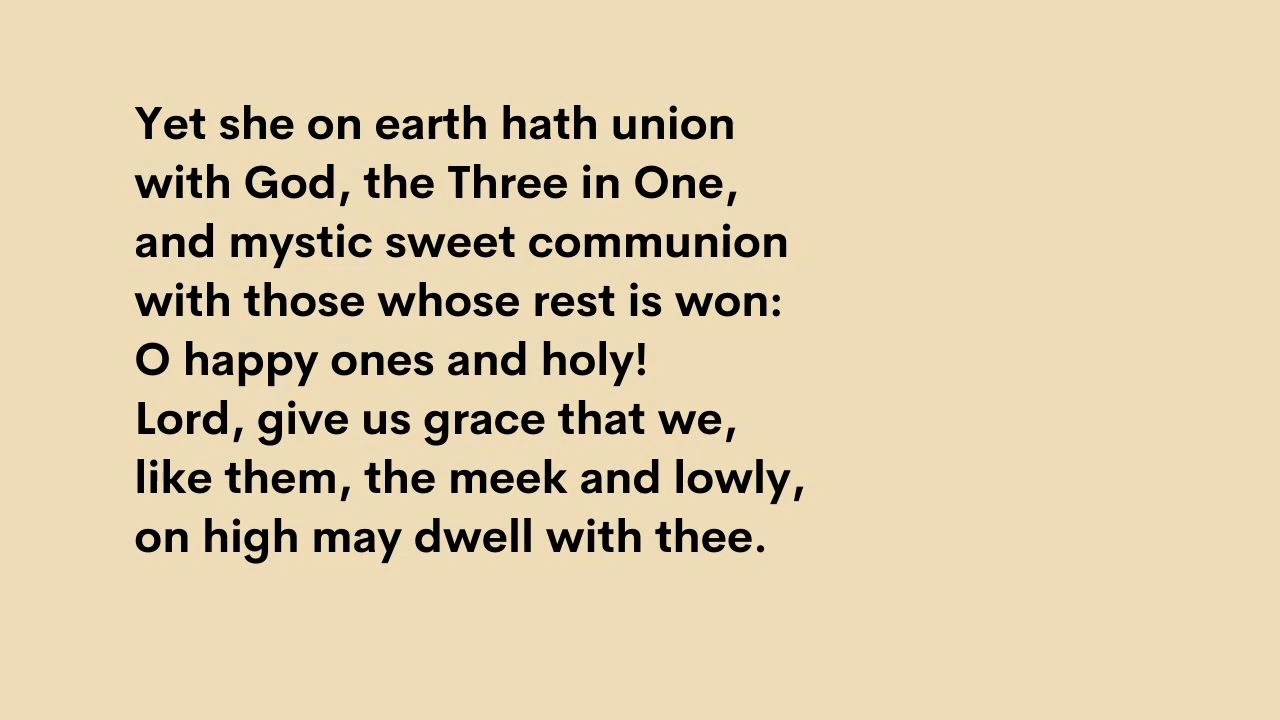 Yet she on earth hath union
with God, the Three in One,
and mystic sweet communion
with those whose rest is won:
O happy ones and holy!
Lord, give us grace that we,
like them, the meek and lowly,
on high may dwell with thee.